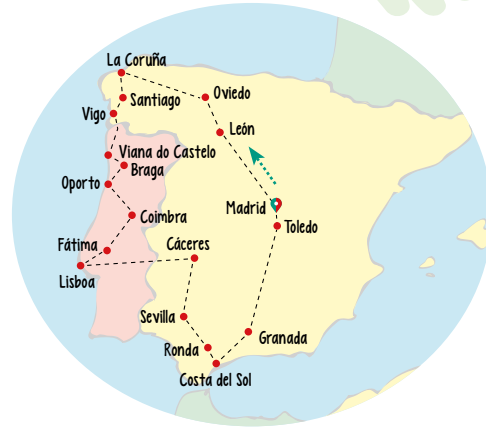 La Coruña
Oviedo
Santiago
Vigo
León
Viana do Castelo
Braga
Oporto
Madrid
Coimbra
Toledo
Fátima
Cáceres
Lisboa
Sevilla
Granada
Ronda
Costa del Sol